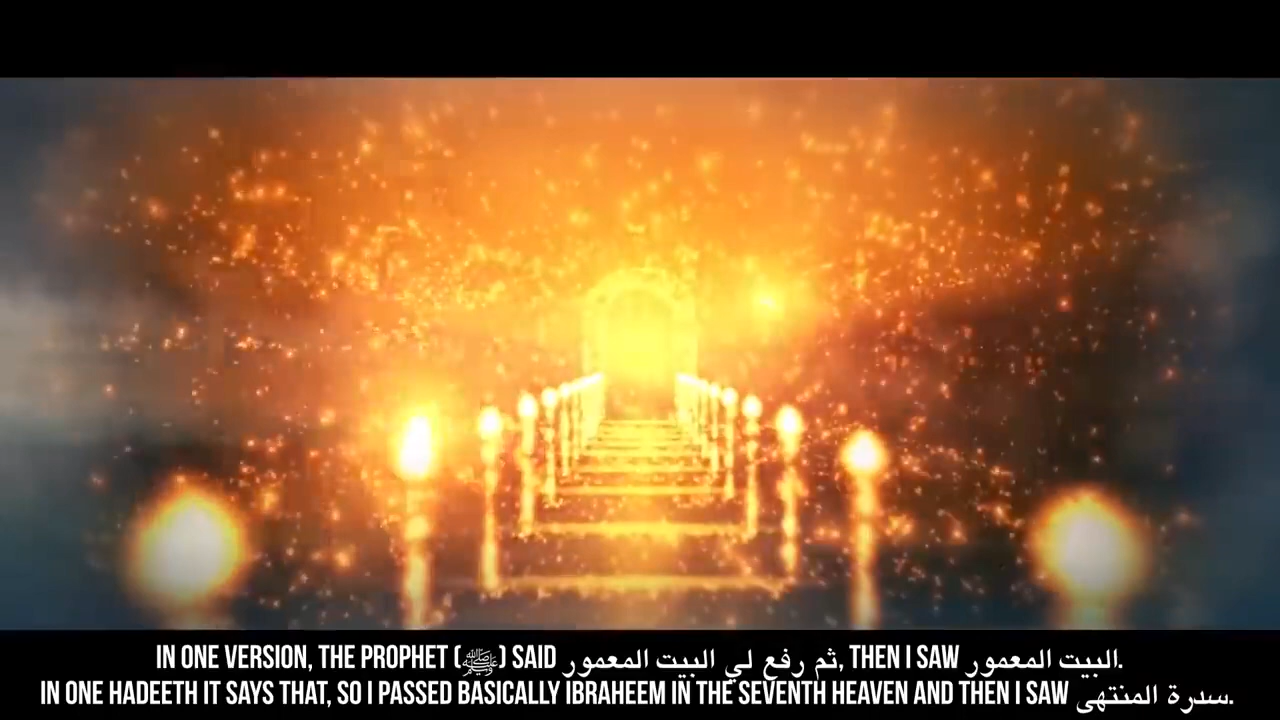 IN ONE VERSION, THE PROPHET (ﷺ) SAID ثم رفع لي البيت المعمور, THEN I SAW البيت المعمور.
IN ONE HADEETH IT SAYS THAT, SO I PASSED BASICALLY IBRAHEEM IN THE SEVENTH HEAVEN AND THEN I SAW سدرة المنتهى.